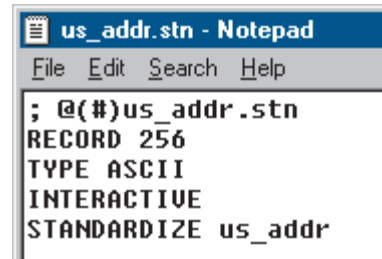 us_addr.stn - Notepad
File Edit Search Help
; @(#)us_addr.stn
RECORD 256
TYPE ASCII
INTERACTIVE
STANDARDIZE us_addr